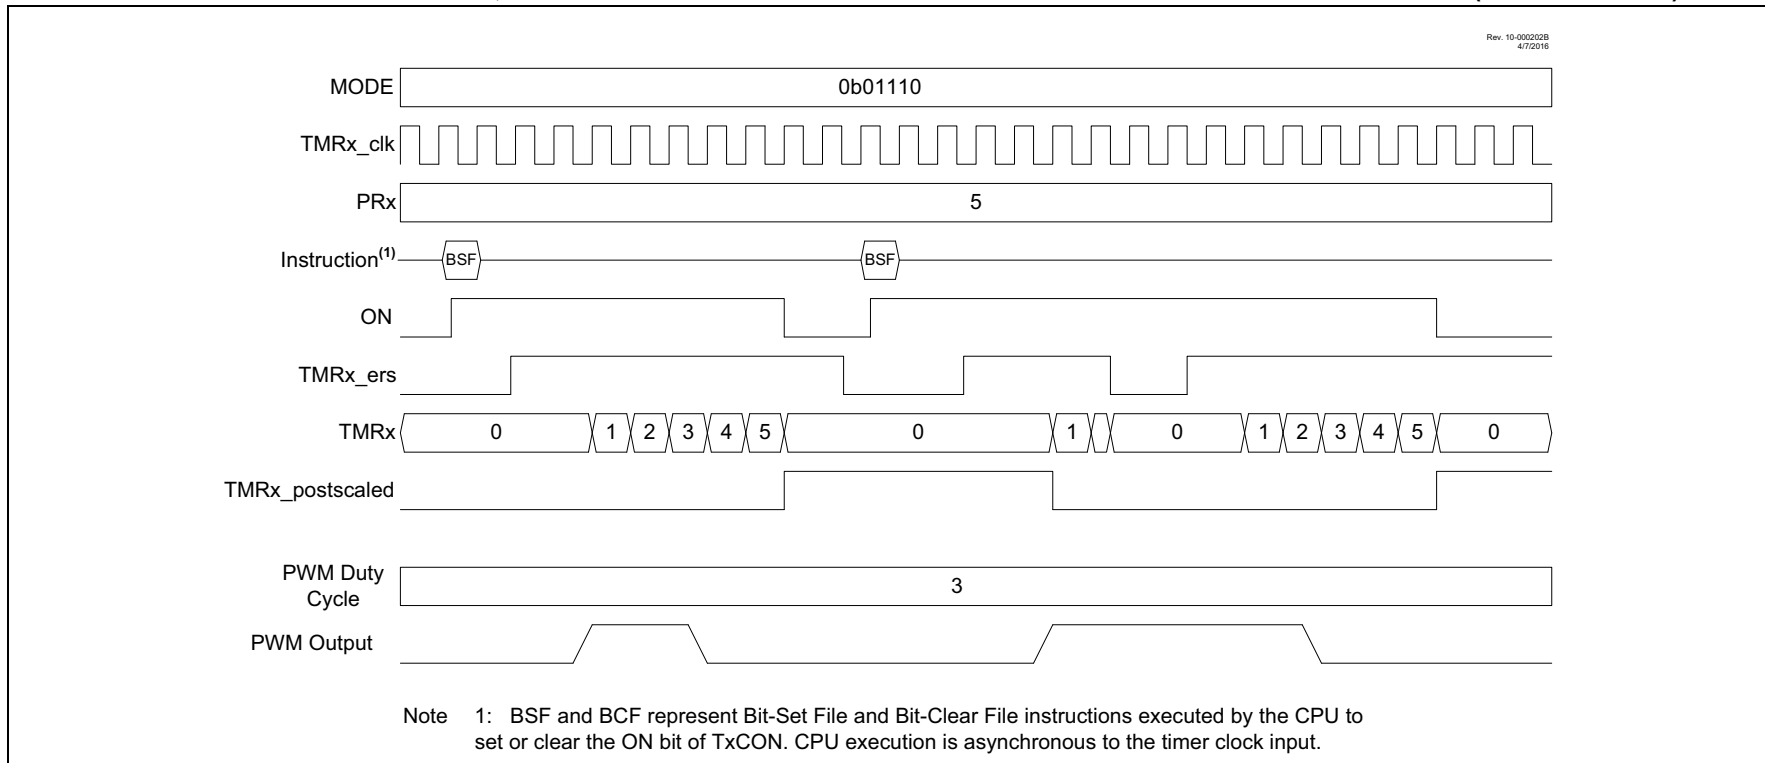 Rev. 10-000202B
4/7/2016
MODE 0b01110
TMRx_clk
PRx 5
Instruction(1) BSF BSF
ON
TMRx_ers
TMRx 0 1 2 3 4 5 0 1 0 1 2 3 4 5 0
TMRx_postscaled
PWM Duty
Cycle 3
PWM Output
Note 1: BSF and BCF represent Bit-Set File and Bit-Clear File instructions executed by the CPU to
set or clear the ON bit of TxCON. CPU execution is asynchronous to the timer clock input.